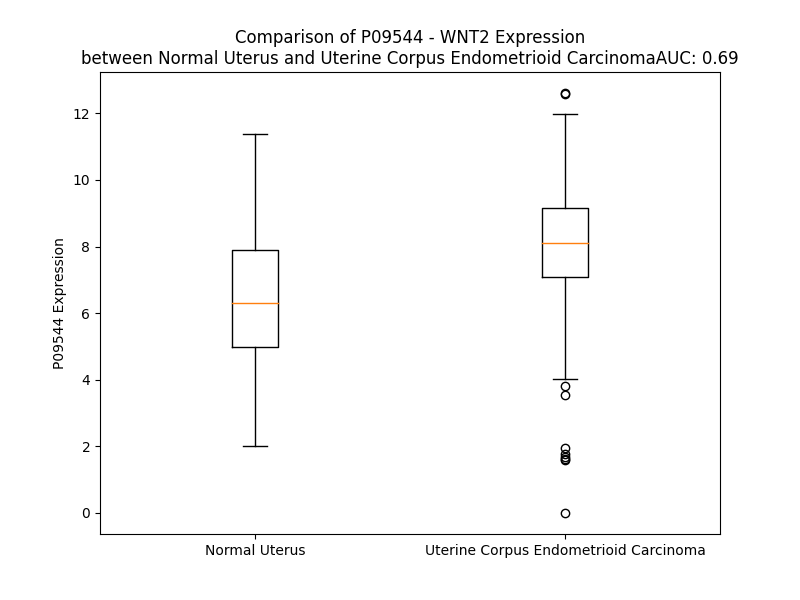 Comparison of P09544 - WNT2 Expression
between Normal Uterus and Uterine Corpus Endometrioid CarcinomaAUC: 0.69
P09544 Expression
12
10
8
6
4
2
0
Normal Uterus
Uterine Corpus Endometrioid Carcinoma